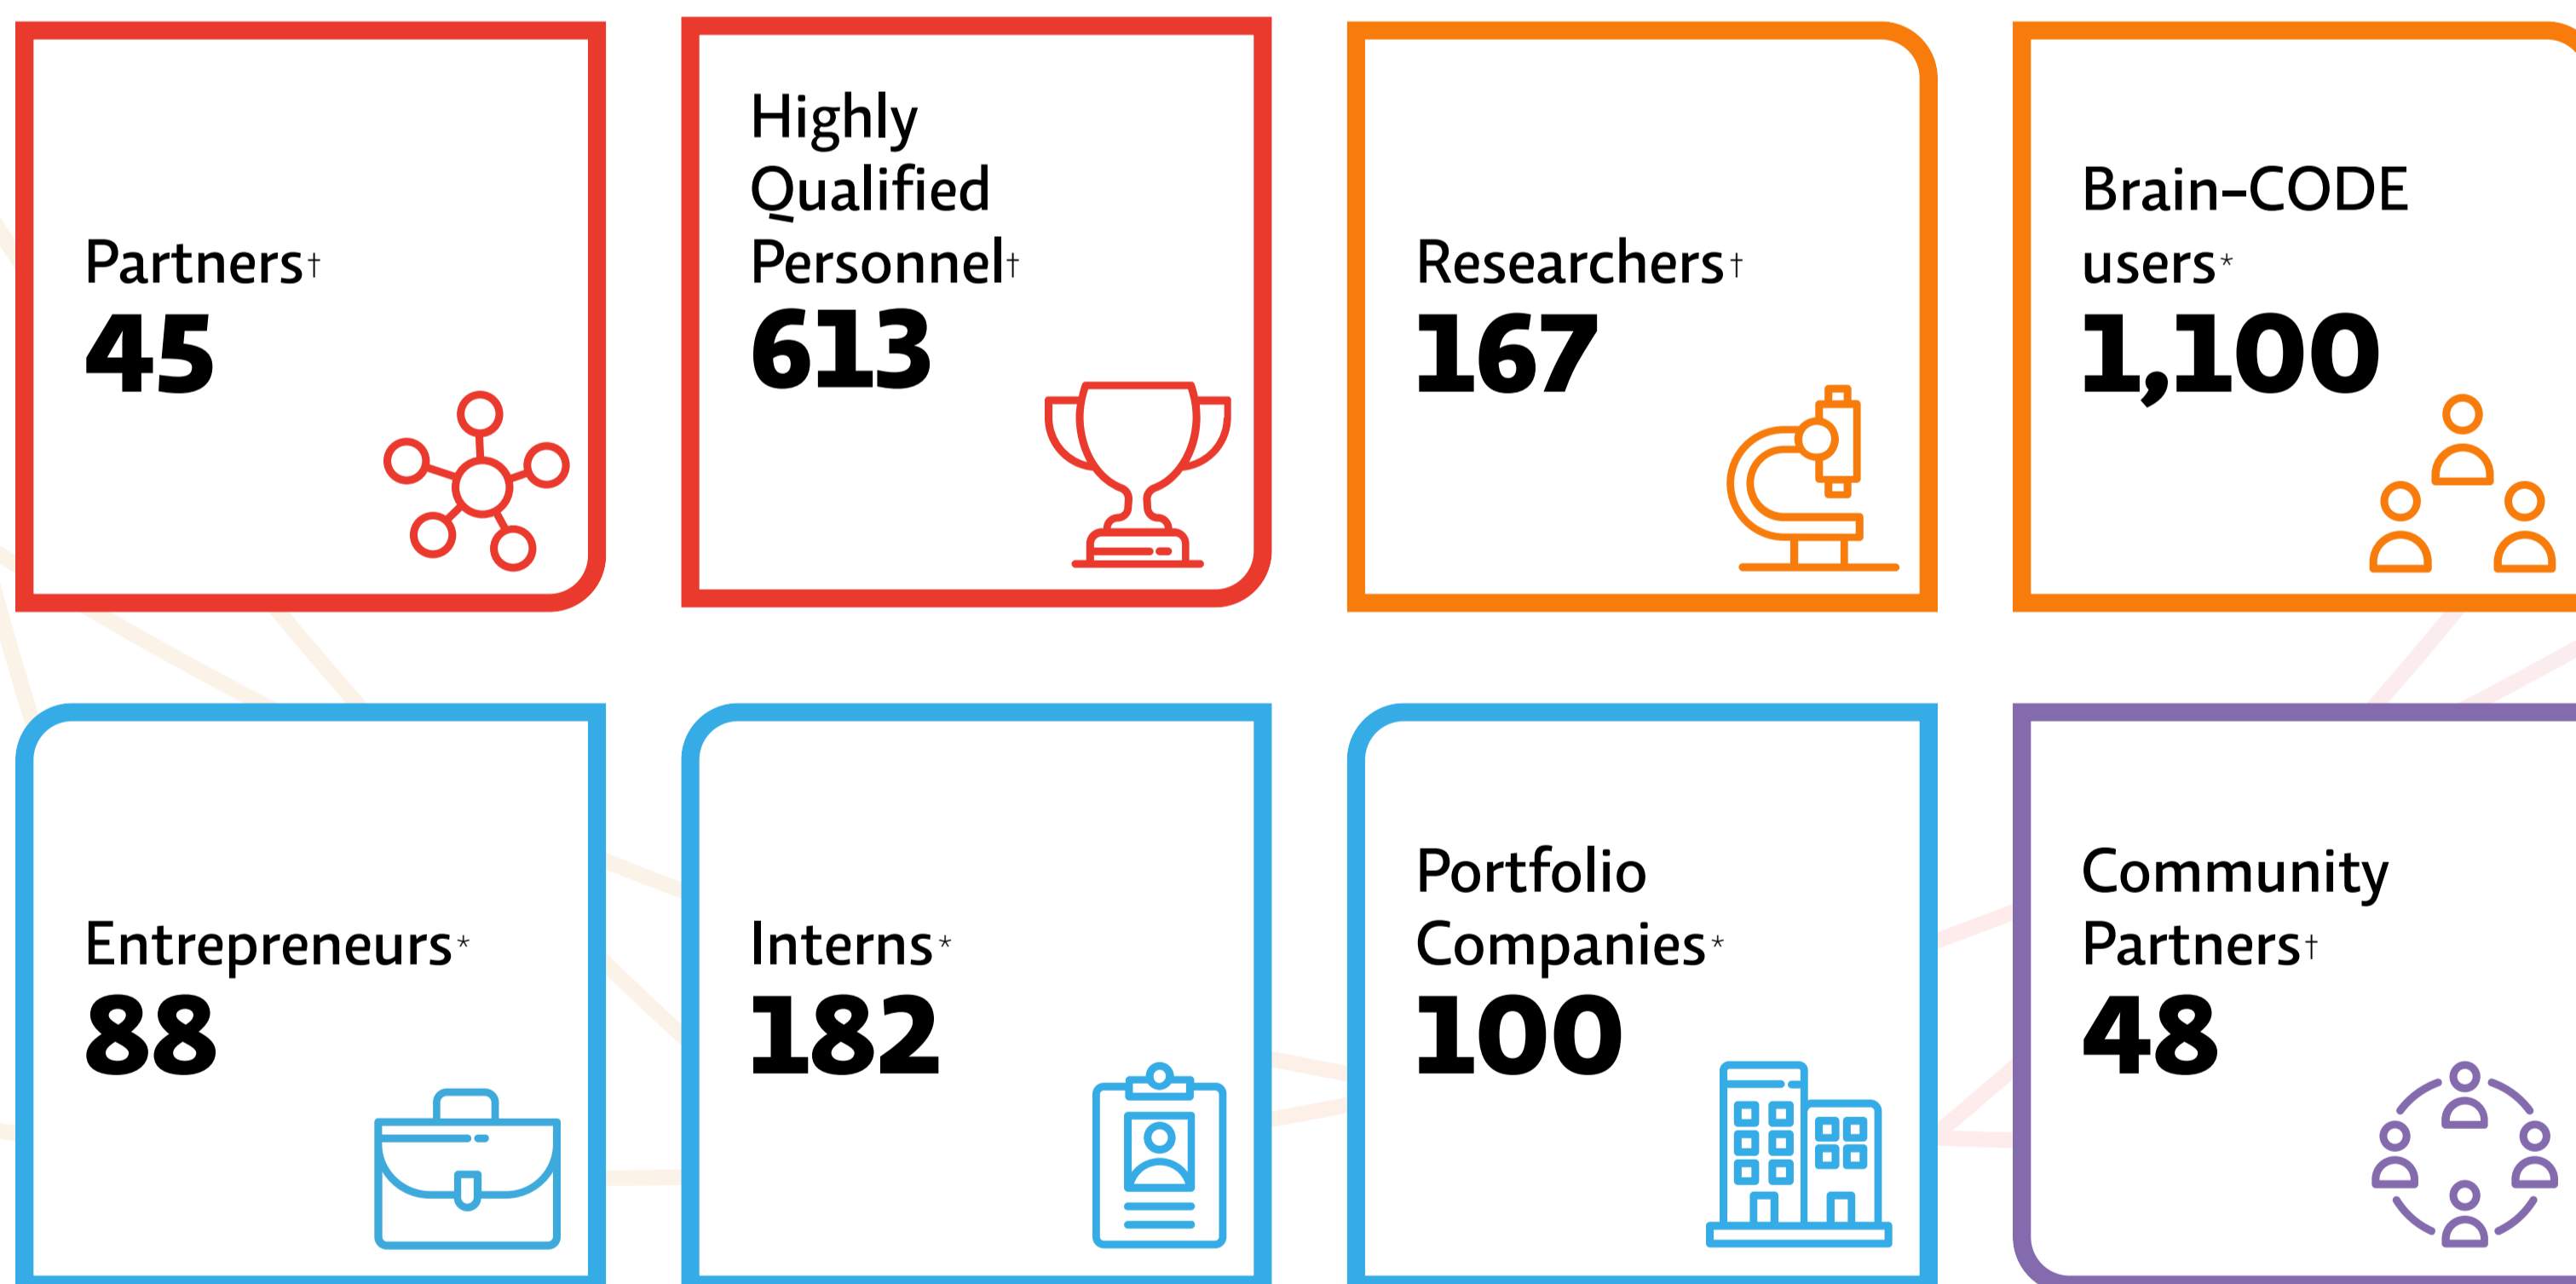 Partners†
45
Highly
Qualified
Personnel†
613
Researchers†
167
Brain–CODE
users*
1,100
Entrepreneurs*
88
Interns*
182
Portfolio
Companies*
100
Community
Partners†
48